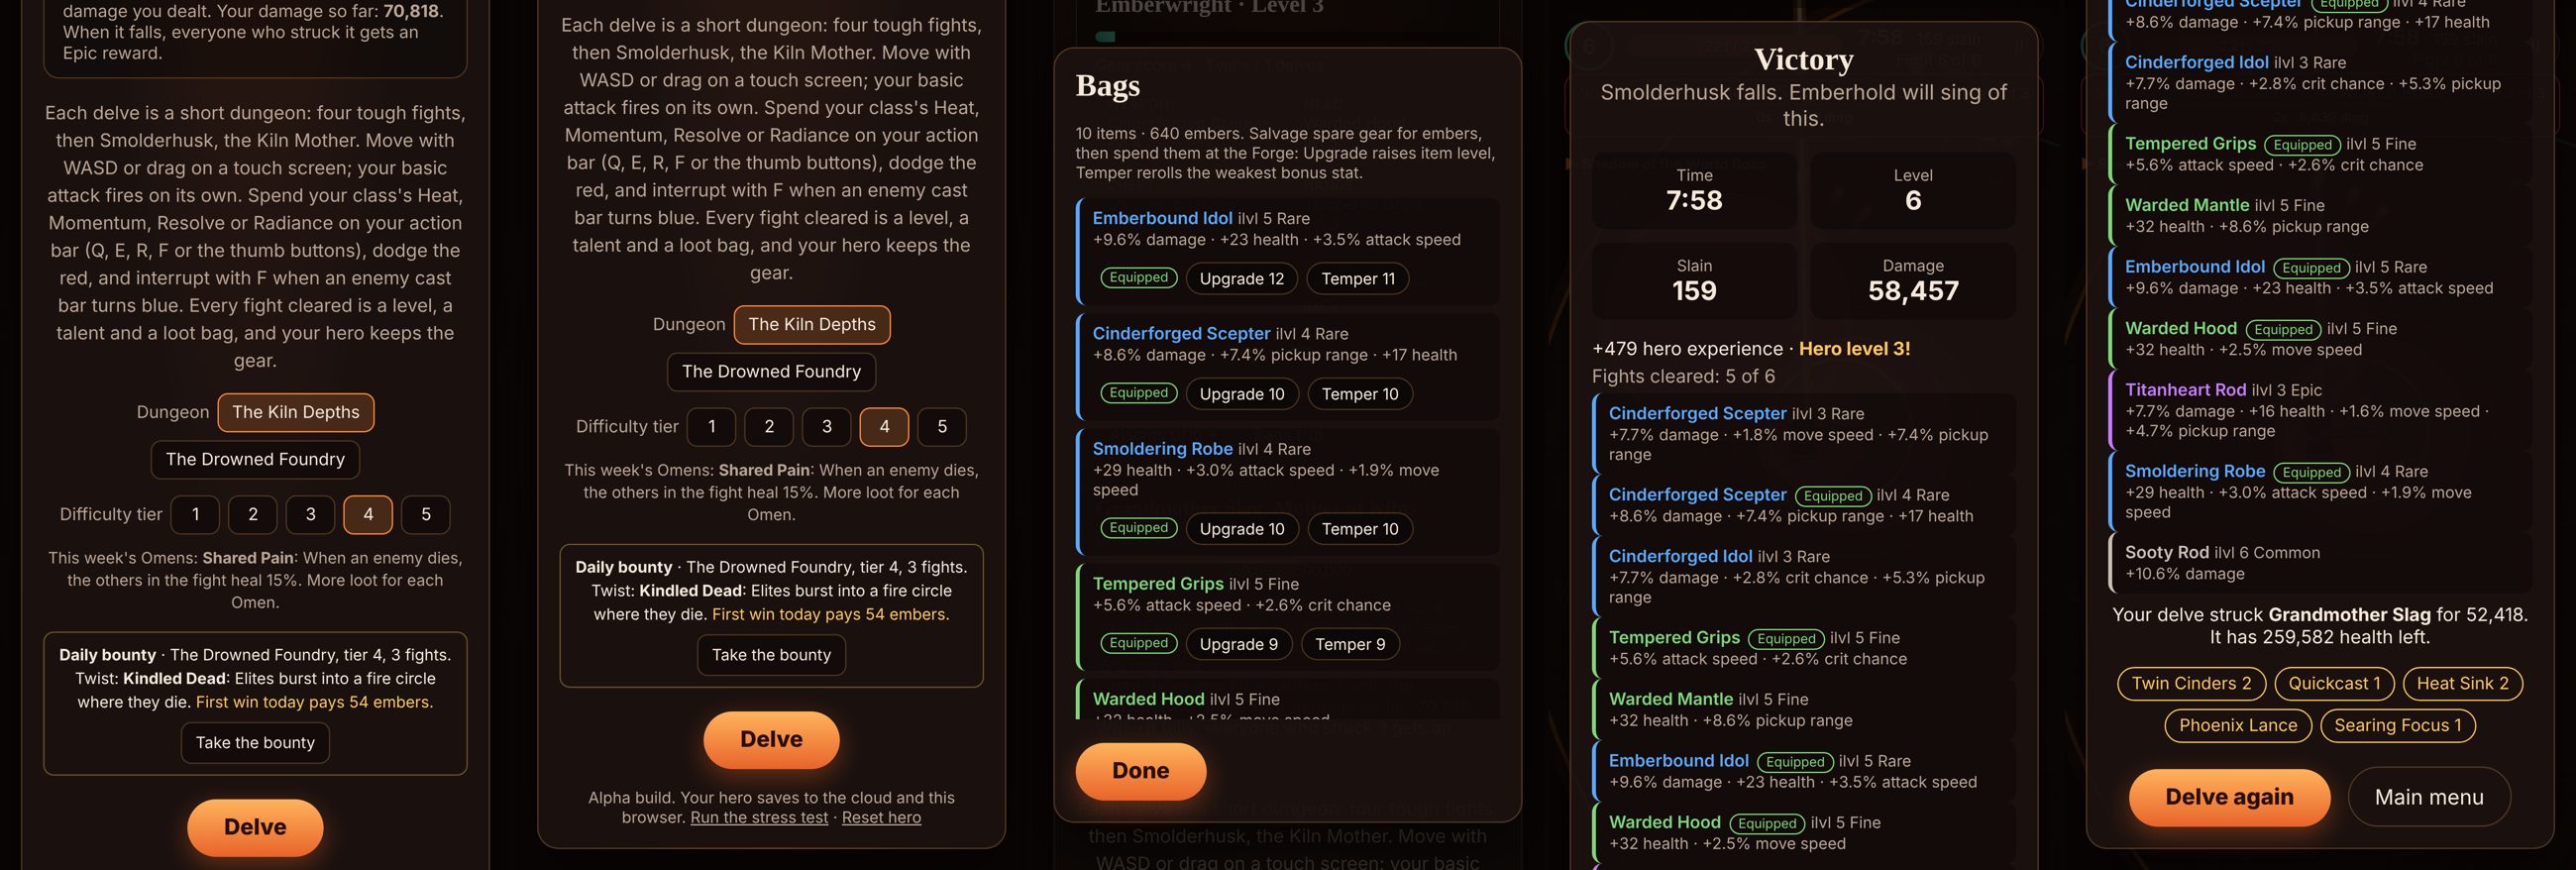 damage you dealt. Your damage so far: 70,818.
When it falls, everyone who struck it gets an
Epic reward.
Each delve is a short dungeon: four tough fights,
then Smolderhusk, the Kiln Mother. Move with
WASD or drag on a touch screen; your basic
attack fires on its own. Spend your class's Heat,
Momentum, Resolve or Radiance on your action
bar (Q, E, R, F or the thumb buttons), dodge the
red, and interrupt with F when an enemy cast
bar turns blue. Every fight cleared is a level, a
talent and a loot bag, and your hero keeps the
gear.
Dungeon The Kiln Depths
The Drowned Foundry
Difficulty tier 1 2 3 4 5
This week's Omens: Shared Pain: When an enemy dies,
the others in the fight heal 15%. More loot for each
Omen.
Daily bounty · The Drowned Foundry, tier 4, 3 fights.
Twist: Kindled Dead: Elites burst into a fire circle
where they die. First win today pays 54 embers.
Take the bounty
Delve
Each delve is a short dungeon: four tough fights,
then Smolderhusk, the Kiln Mother. Move with
WASD or drag on a touch screen; your basic
attack fires on its own. Spend your class's Heat,
Momentum, Resolve or Radiance on your action
bar (Q, E, R, F or the thumb buttons), dodge the
red, and interrupt with F when an enemy cast
bar turns blue. Every fight cleared is a level, a
talent and a loot bag, and your hero keeps the
gear.
Dungeon The Kiln Depths
The Drowned Foundry
Difficulty tier 1 2 3 4 5
This week's Omens: Shared Pain: When an enemy dies,
the others in the fight heal 15%. More loot for each
Omen.
Daily bounty · The Drowned Foundry, tier 4, 3 fights.
Twist: Kindled Dead: Elites burst into a fire circle
where they die. First win today pays 54 embers.
Take the bounty
Delve
Alpha build. Your hero saves to the cloud and this
browser. Run the stress test · Reset hero
Emberwright · Level 3
Bags
10 items · 640 embers. Salvage spare gear for embers,
then spend them at the Forge: Upgrade raises item level,
Temper rerolls the weakest bonus stat.
Emberbound Idol ilvl 5 Rare
+9.6% damage · +23 health · +3.5% attack speed
Equipped Upgrade 12 Temper 11
Cinderforged Scepter ilvl 4 Rare
+8.6% damage · +7.4% pickup range · +17 health
Equipped Upgrade 10 Temper 10
Smoldering Robe ilvl 4 Rare
+29 health · +3.0% attack speed · +1.9% move
speed
Equipped Upgrade 10 Temper 10
Tempered Grips ilvl 5 Fine
+5.6% attack speed · +2.6% crit chance
Equipped Upgrade 9 Temper 9
Warded Hood ilvl 5 Fine
+32 health · +2.5% move speed
Done
then Smolderhusk, the Kiln Mother. Move with
WASD or drag on a touch screen; your basic
Victory
Smolderhusk falls. Emberhold will sing of
this.
Time
7:58
Level
6
Slain
159
Damage
58,457
+479 hero experience · Hero level 3!
Fights cleared: 5 of 6
Cinderforged Scepter ilvl 3 Rare
+7.7% damage · +1.8% move speed · +7.4% pickup
range
Cinderforged Scepter Equipped ilvl 4 Rare
+8.6% damage · +7.4% pickup range · +17 health
Cinderforged Idol ilvl 3 Rare
+7.7% damage · +2.8% crit chance · +5.3% pickup
range
Tempered Grips Equipped ilvl 5 Fine
+5.6% attack speed · +2.6% crit chance
Warded Mantle ilvl 5 Fine
+32 health · +8.6% pickup range
Emberbound Idol Equipped ilvl 5 Rare
+9.6% damage · +23 health · +3.5% attack speed
Warded Hood Equipped ilvl 5 Fine
+32 health · +2.5% move speed
Cinderforged Scepter Equipped ilvl 4 Rare
+8.6% damage · +7.4% pickup range · +17 health
Cinderforged Idol ilvl 3 Rare
+7.7% damage · +2.8% crit chance · +5.3% pickup
range
Tempered Grips Equipped ilvl 5 Fine
+5.6% attack speed · +2.6% crit chance
Warded Mantle ilvl 5 Fine
+32 health · +8.6% pickup range
Emberbound Idol Equipped ilvl 5 Rare
+9.6% damage · +23 health · +3.5% attack speed
Warded Hood Equipped ilvl 5 Fine
+32 health · +2.5% move speed
Titanheart Rod ilvl 3 Epic
+7.7% damage · +16 health · +1.6% move speed ·
+4.7% pickup range
Smoldering Robe Equipped ilvl 4 Rare
+29 health · +3.0% attack speed · +1.9% move
speed
Sooty Rod ilvl 6 Common
+10.6% damage
Your delve struck Grandmother Slag for 52,418.
It has 259,582 health left.
Twin Cinders 2 Quickcast 1 Heat Sink 2
Phoenix Lance Searing Focus 1
Delve again Main menu